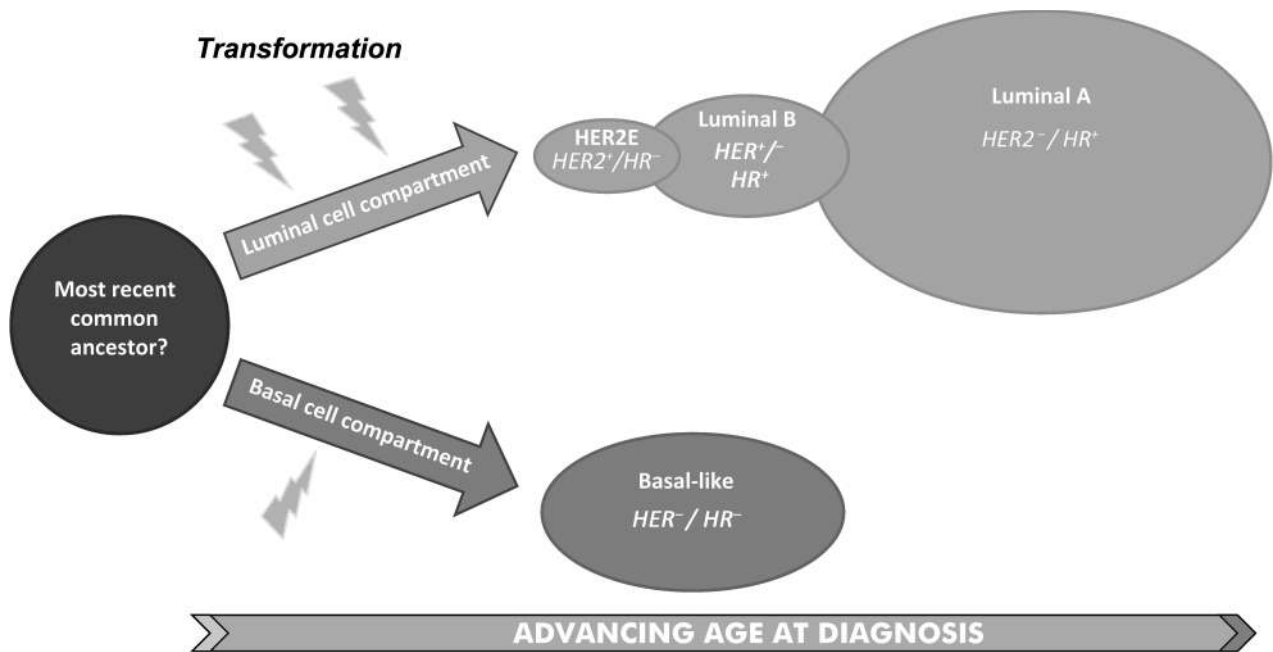 Transformation
Luminal cell compartment
HER2E
HER2⁺/HR⁻
Luminal B
HER⁺/⁻
HR⁺
Luminal A
HER2⁻/ HR⁺
Most recent
common
ancestor?
Basal cell compartment
Basal-like
HER⁻/ HR⁻
ADVANCING AGE AT DIAGNOSIS